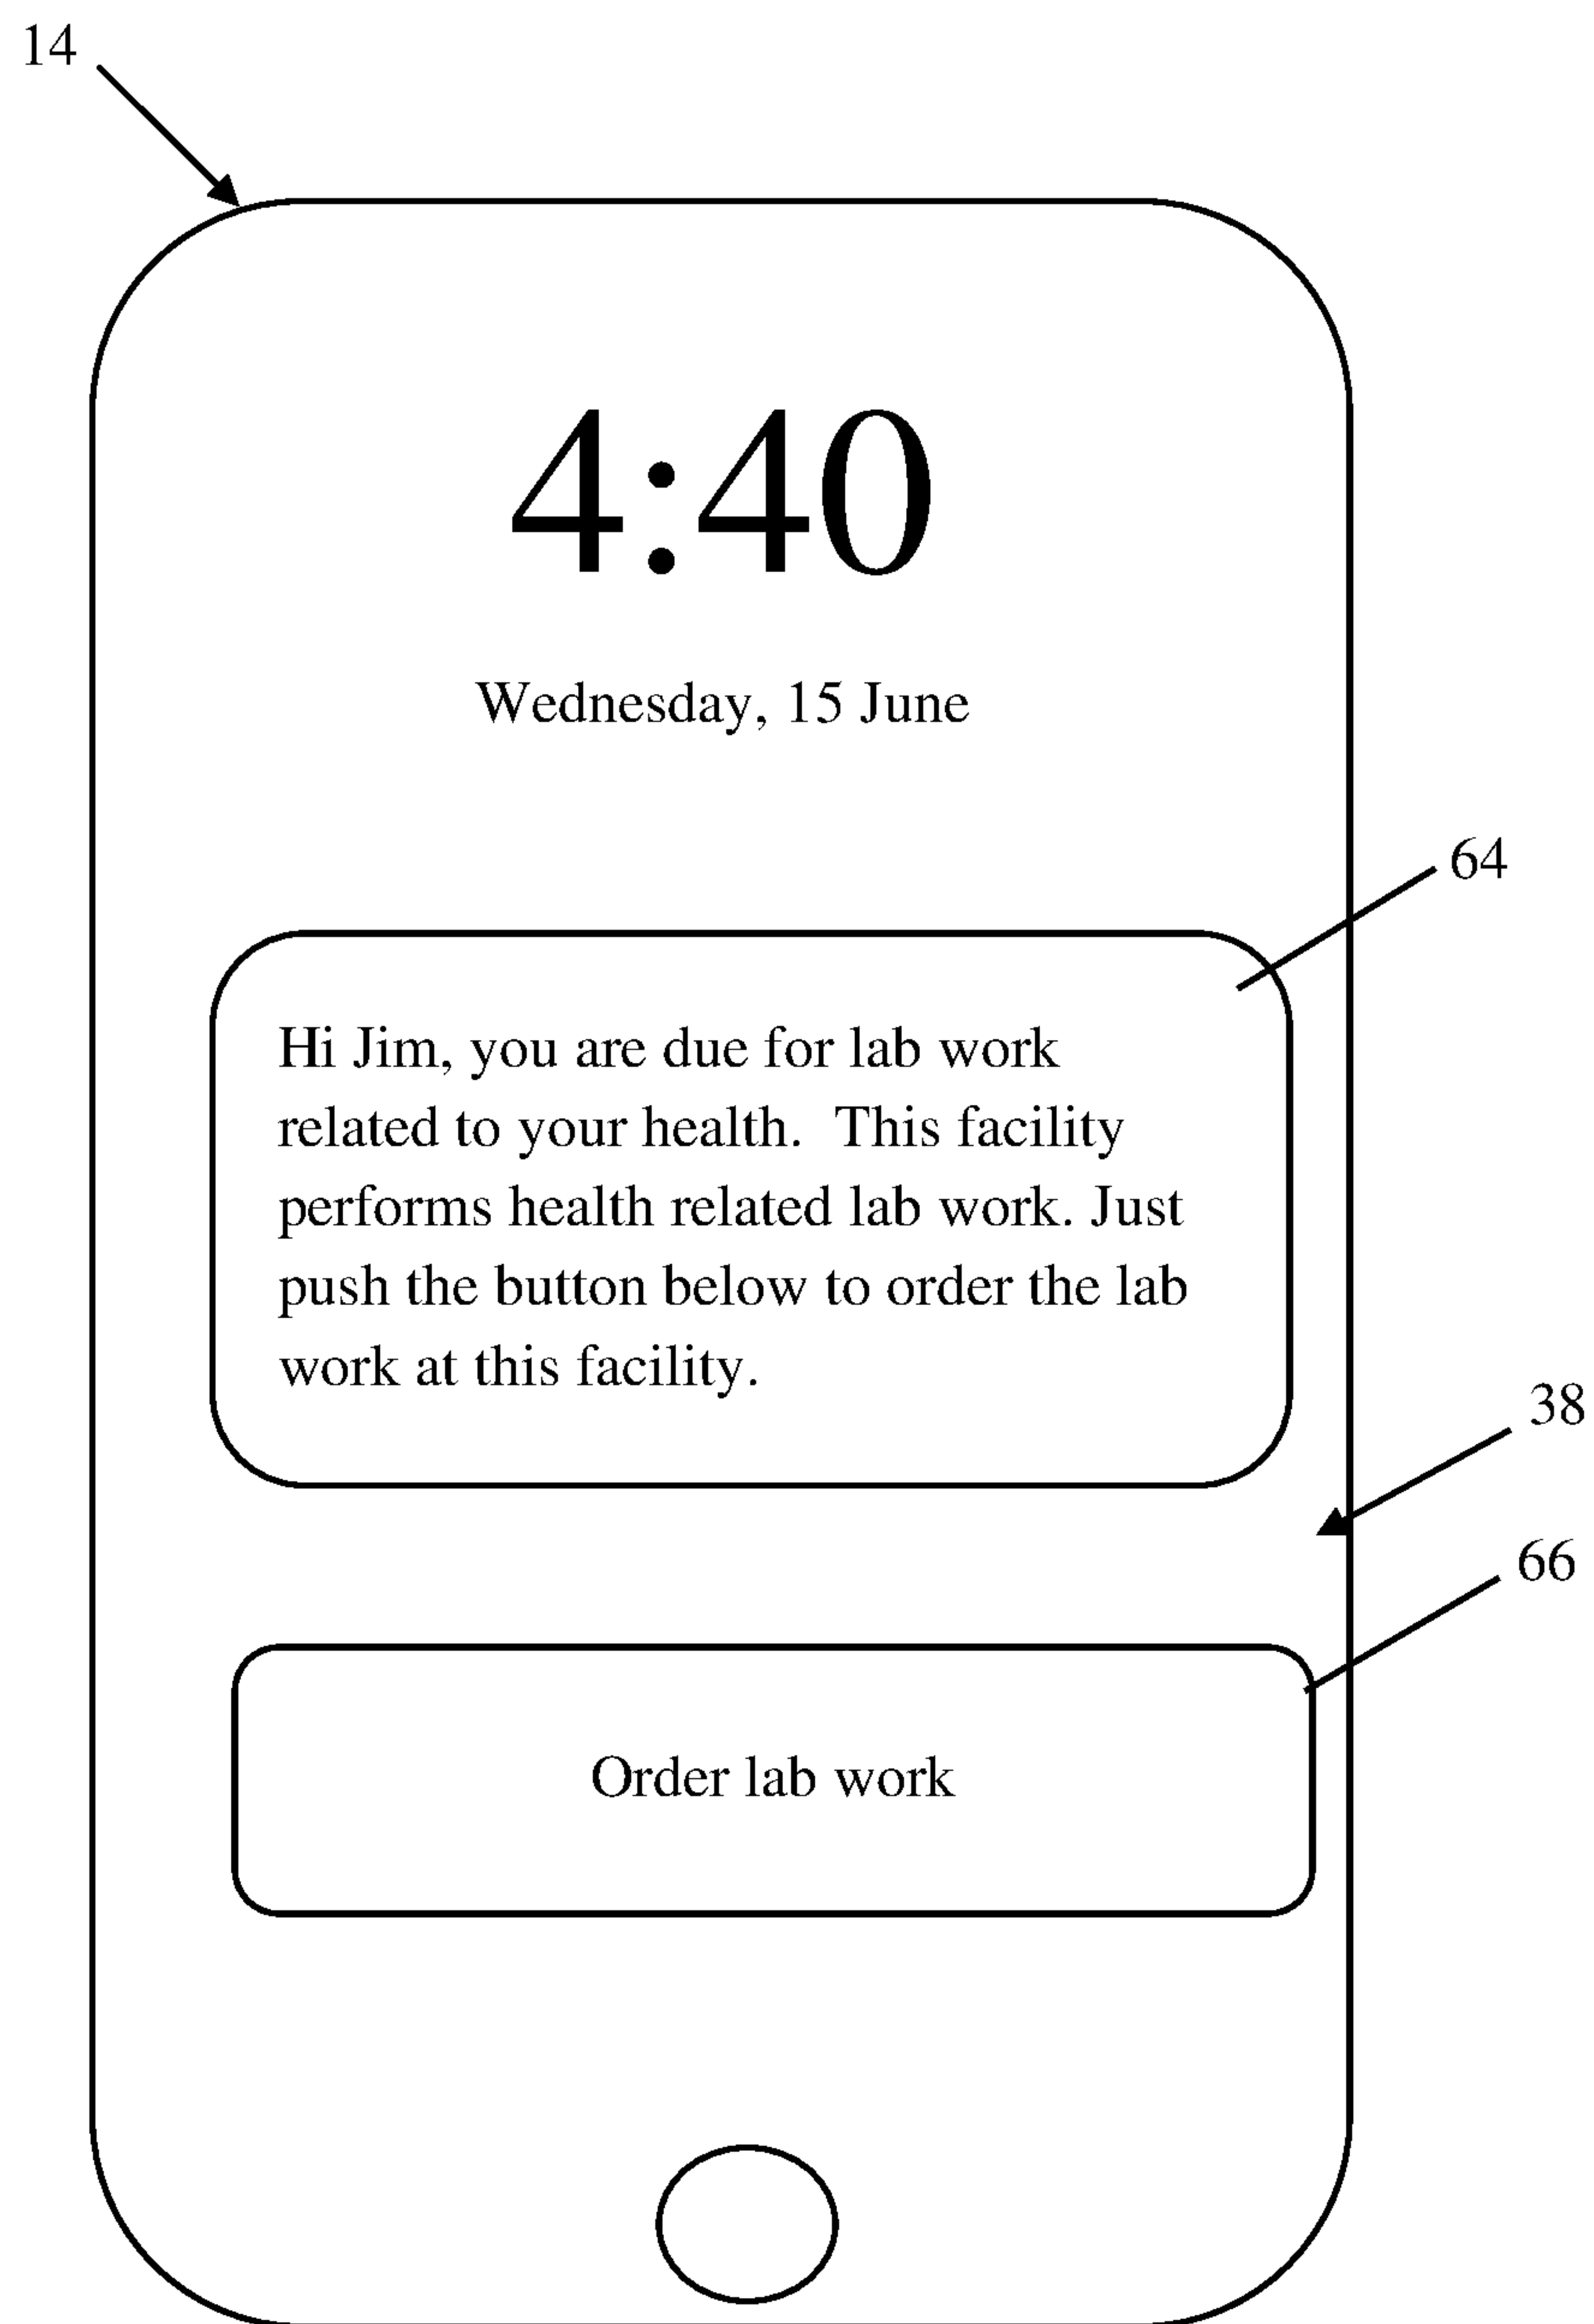 14
4:40
Wednesday, 15 June
64
Hi Jim, you are due for lab work
related to your health.  This facility
performs health related lab work. Just
push the button below to order the lab
work at this facility.
38
66
Order lab work